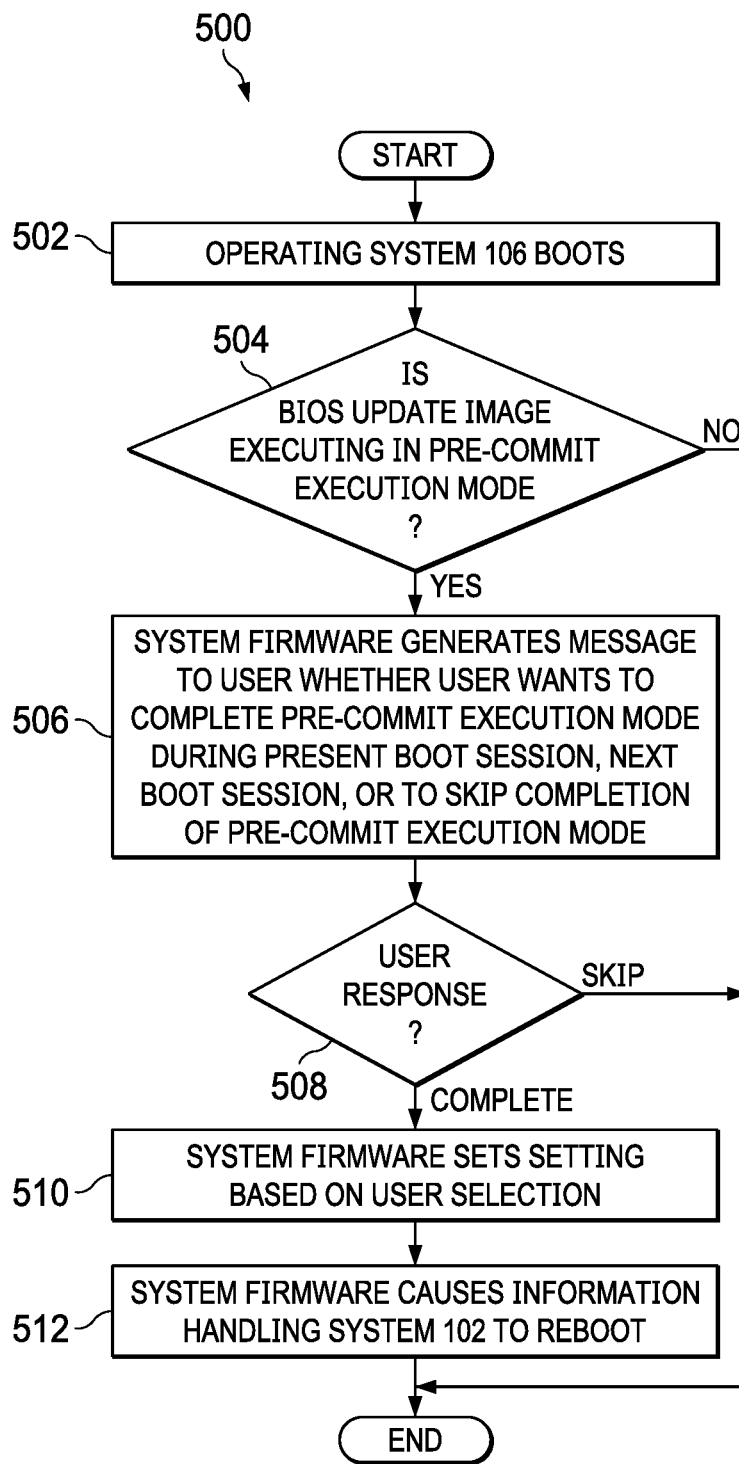 500
START
502
OPERATING SYSTEM 106 BOOTS
504
IS
BIOS UPDATE IMAGE
EXECUTING IN PRE-COMMIT
EXECUTION MODE
?
NO
YES
506
SYSTEM FIRMWARE GENERATES MESSAGE
TO USER WHETHER USER WANTS TO
COMPLETE PRE-COMMIT EXECUTION MODE
DURING PRESENT BOOT SESSION, NEXT
BOOT SESSION, OR TO SKIP COMPLETION
OF PRE-COMMIT EXECUTION MODE
USER
RESPONSE
?
SKIP
508
COMPLETE
510
SYSTEM FIRMWARE SETS SETTING
BASED ON USER SELECTION
512
SYSTEM FIRMWARE CAUSES INFORMATION
HANDLING SYSTEM 102 TO REBOOT
END